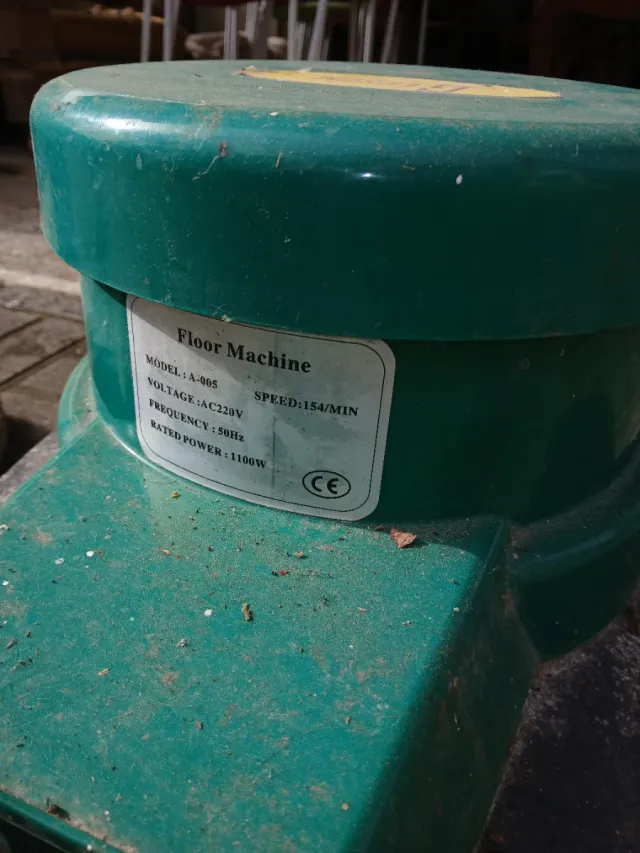 Floor Machine
MODEL : A-005
SPEED:154/MIN
VOLTAGE :AC220V
FREQUENCY : 50Hz
RATED POWER : 1100W
CE